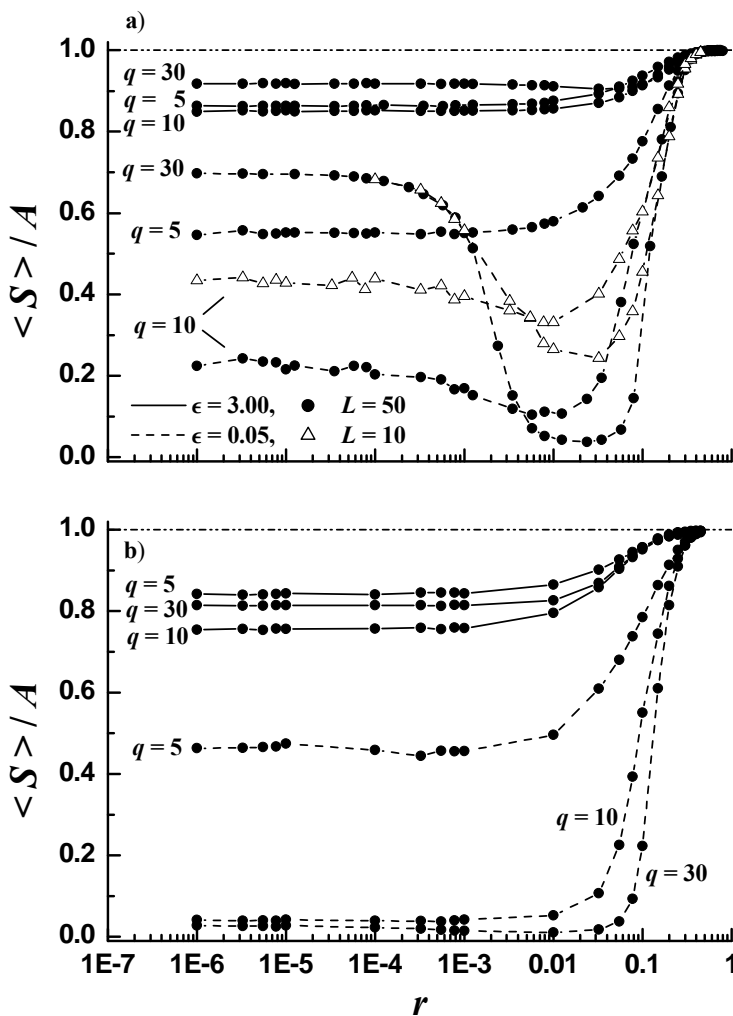 a)
1.0
q = 30
q = 5
q = 10
0.8
q = 30
0.6
q = 5
< S > / A
0.4
q = 10
0.2
ϵ = 3.00, L = 50
ϵ = 0.05, L = 10
0.0
b)
1.0
q = 5
q = 30
0.8
q = 10
0.6
q = 5
< S > / A
0.4
q = 10
0.2
q = 30
0.0
1E-7 1E-6 1E-5 1E-4 1E-3 0.01 0.1 1
r